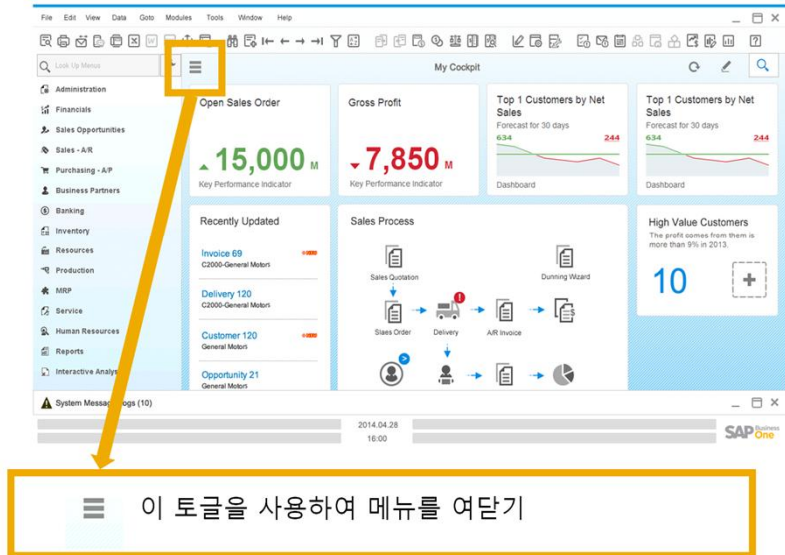 File Edit View Data Goto Modules Tools Window Help
Look Up Menus
My Cockpit
Administration
Financials
Sales Opportunities
Sales - A/R
Purchasing - A/P
Business Partners
Banking
Inventory
Resources
Production
MRP
Service
Human Resources
Reports
Interactive Analys
Open Sales Order
15,000 M
Key Performance Indicator
Gross Profit
7,850 M
Key Performance Indicator
Top 1 Customers by Net
Sales
Forecast for 30 days
634 244
Dashboard
Top 1 Customers by Net
Sales
Forecast for 30 days
634 244
Dashboard
Recently Updated
Invoice 69
C2000-General Motors
Delivery 120
C2000-General Motors
Customer 120
General Motors
Opportunity 21
General Motors
Sales Process
Sales Quotation
Dunning Wizard
Slaes Order
Delivery
A/R Invoice
High Value Customers
The profit comes from them is
more than 9% in 2013.
10
System Message Logs (10)
2014.04.28
16:00
SAP Business
One
이 토글을 사용하여 메뉴를 여닫기